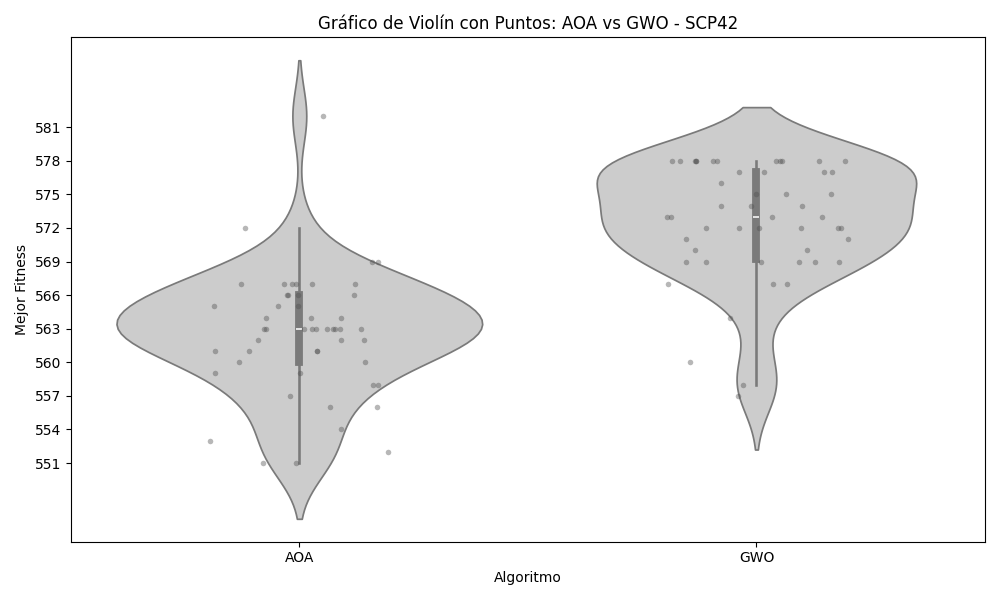 Gráfico de Violín con Puntos: AOA vs GWO - SCP42
581
578
575
572
569
566
563
560
557
554
551
Mejor Fitness
AOA
GWO
Algoritmo